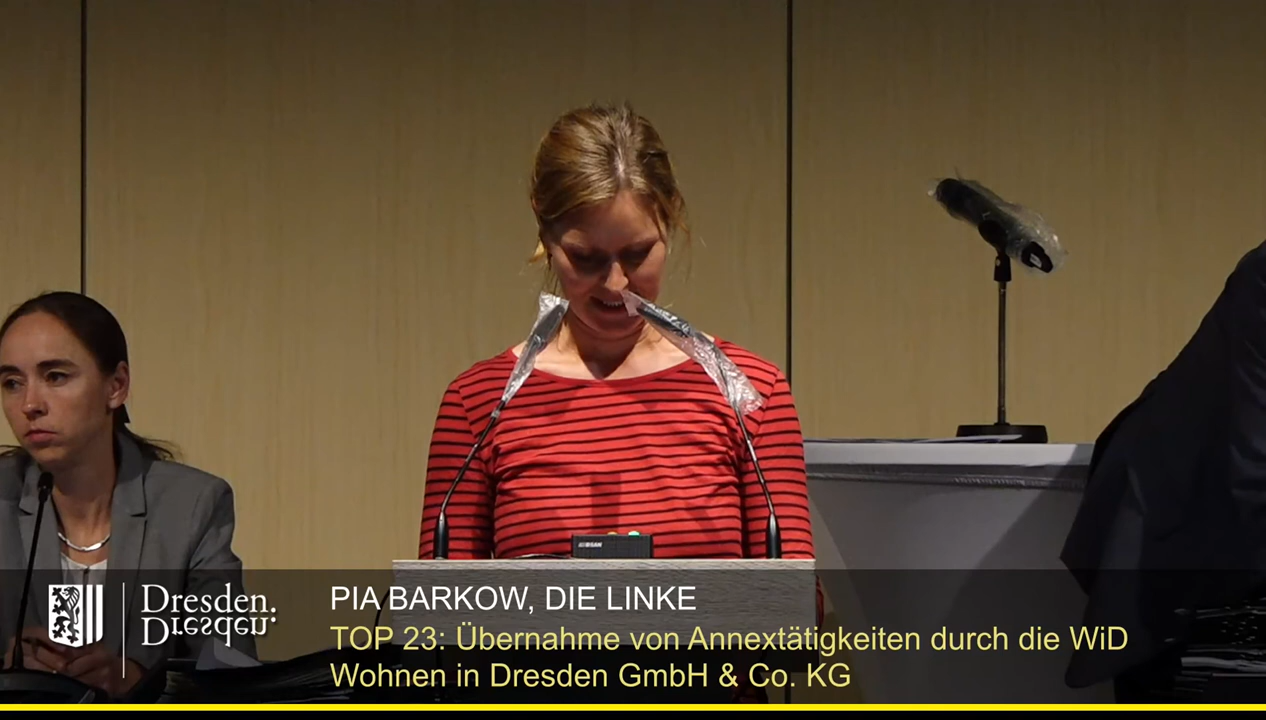 Dresden.
Dresden.
PIA BARKOW, DIE LINKE
TOP 23: Übernahme von Annextätigkeiten durch die WiD
Wohnen in Dresden GmbH & Co. KG